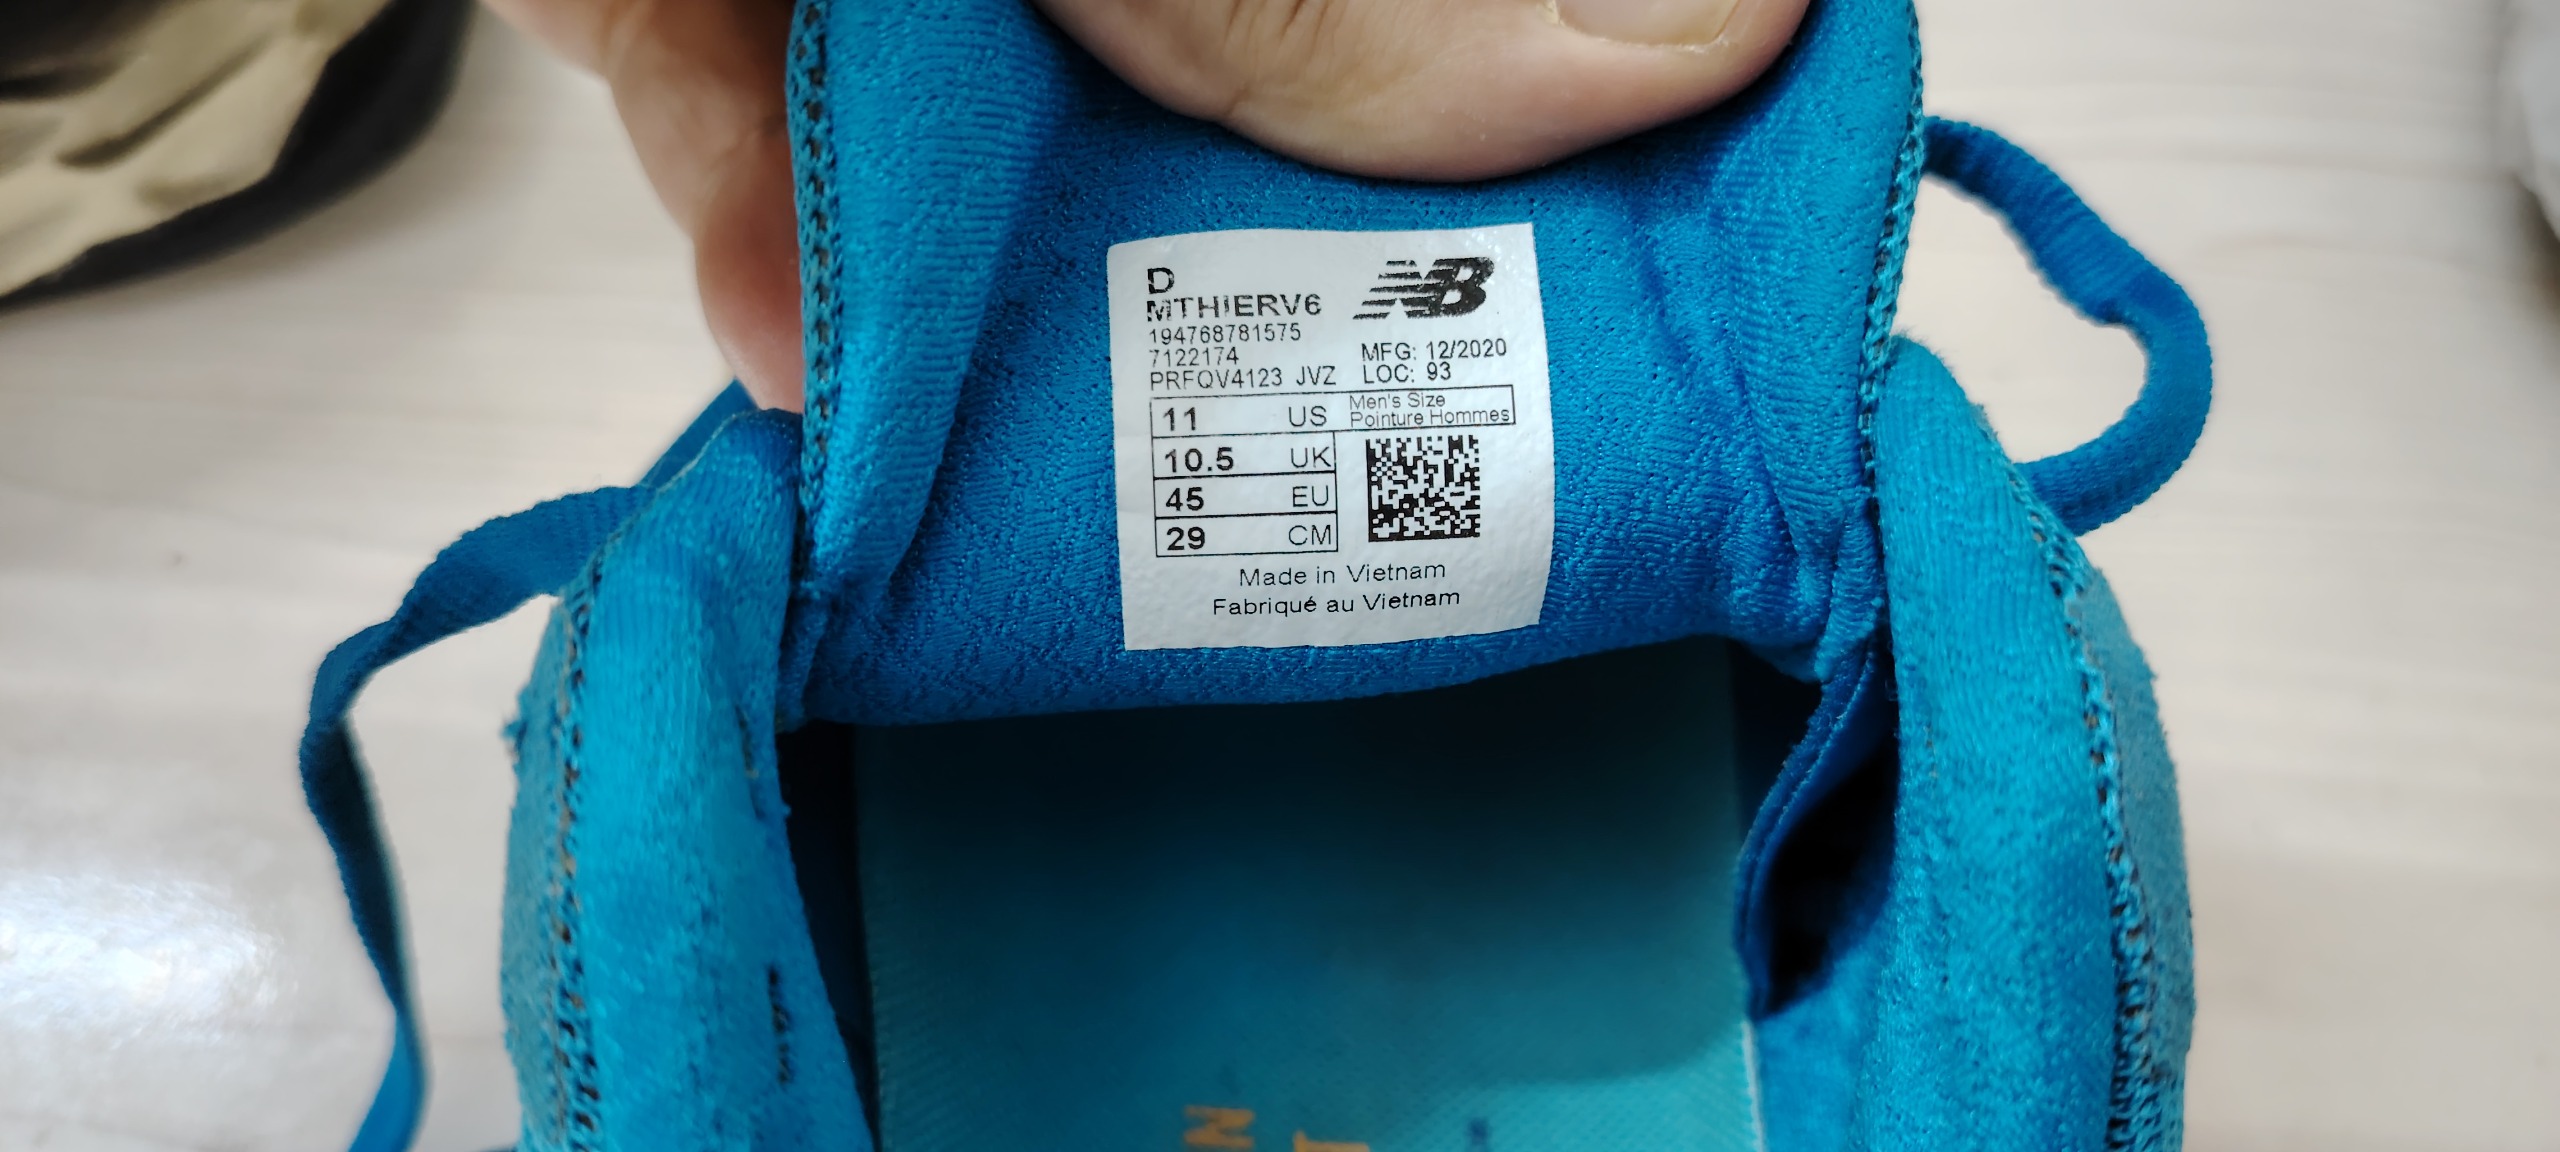 D
MTHIERV6
NB
194768781575
7122174
MFG: 12/2020
PRFQV4123 JVZ
LOC: 93
11 US
Men's Size
Pointure Hommes
10.5 UK
45 EU
29 CM
Made in Vietnam
Fabriqué au Vietnam
N